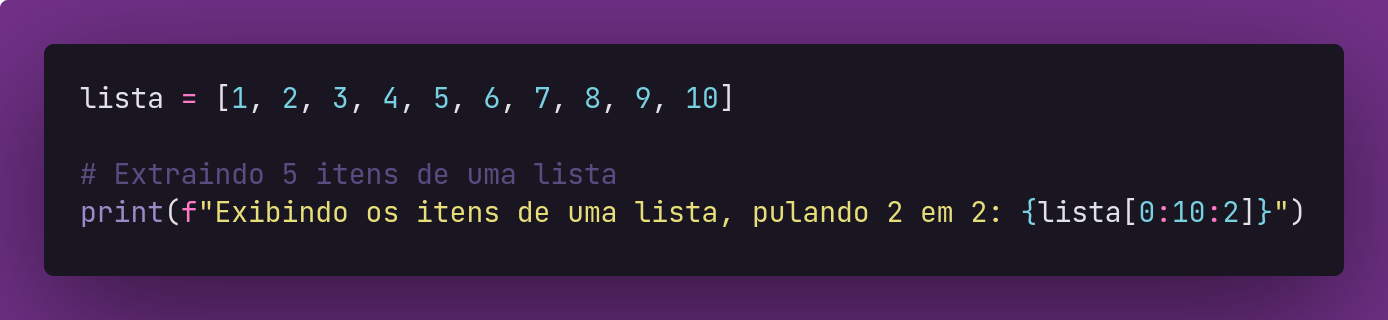 lista = [1, 2, 3, 4, 5, 6, 7, 8, 9, 10]
# Extraindo 5 itens de uma lista
print(f"Exibindo os itens de uma lista, pulando 2 em 2: {lista[0:10:2]}")